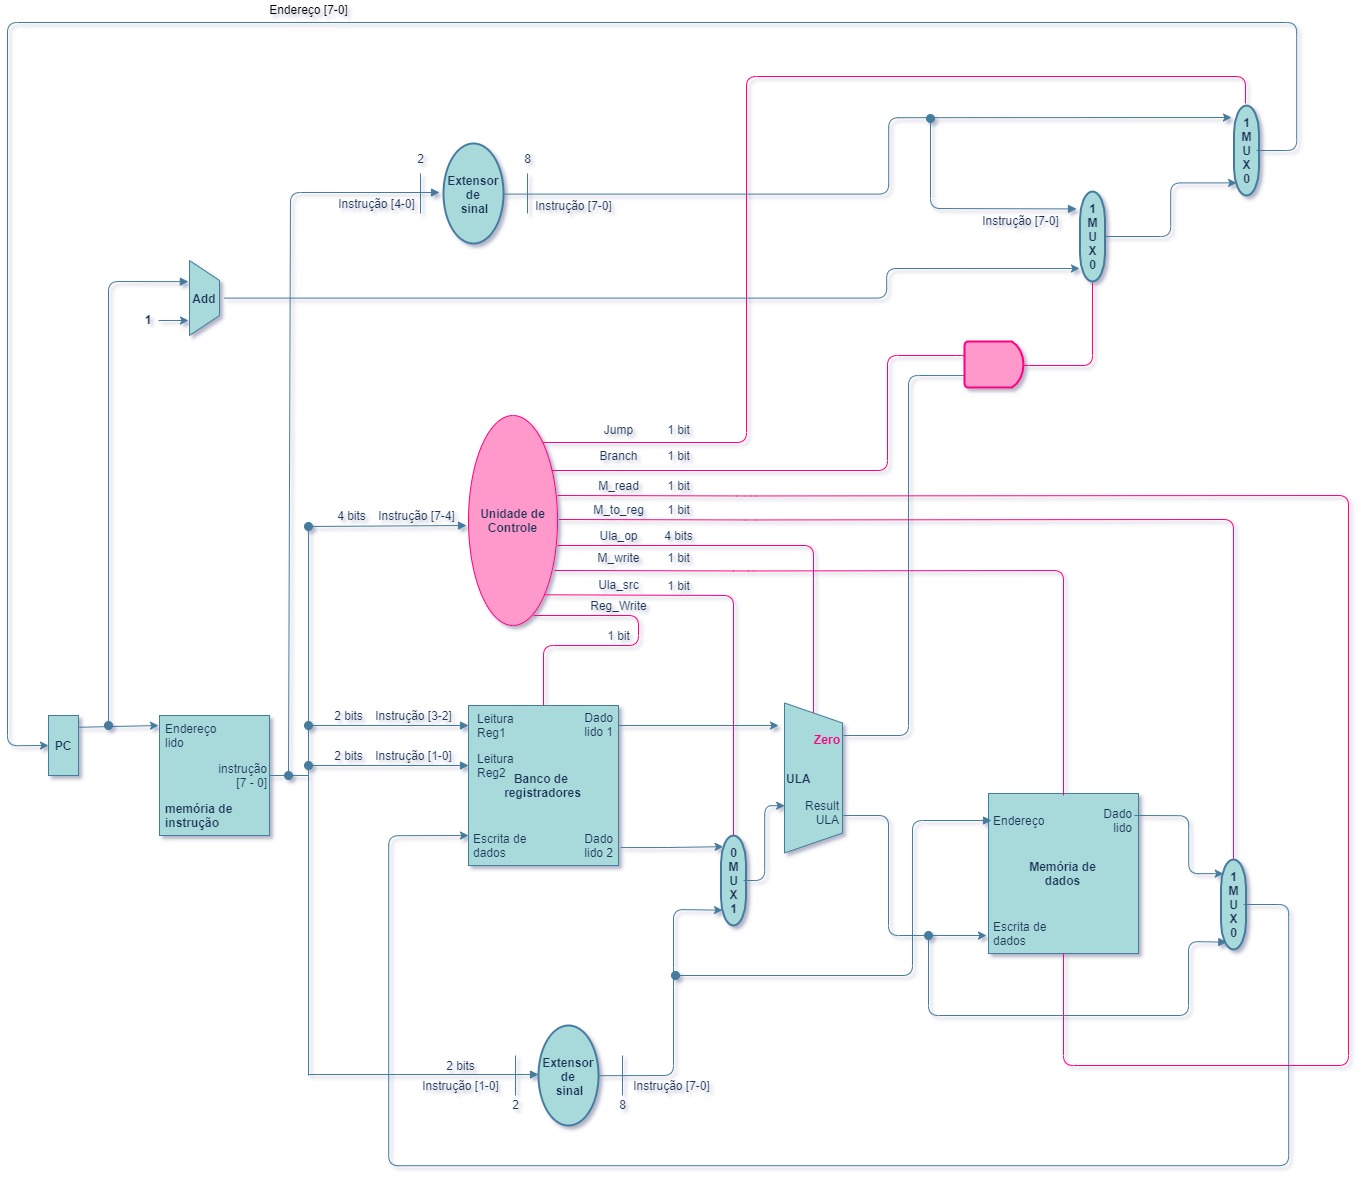 Endereço [7-0]
1
M
U
X
0
2
8
Extensor
de
sinal
Instrução [4-0]
Instrução [7-0]
1
M
U
X
0
Instrução [7-0]
Add
1
Jump 1 bit
Branch 1 bit
M_read 1 bit
M_to_reg 1 bit
Ula_op 4 bits
M_write 1 bit
Ula_src 1 bit
Reg_Write
1 bit
4 bits Instrução [7-4]
Unidade de
Controle
PC
Endereço
lido
instrução
[7 - 0]
memória de
instrução
2 bits Instrução [3-2]
2 bits Instrução [1-0]
Leitura
Reg1
Leitura
Reg2
Dado
lido 1
Banco de
registradores
Escrita de
dados
Dado
lido 2
0
M
U
X
1
Zero
ULA
Result
ULA
Endereço
Dado
lido
Memória de
dados
Escrita de
dados
1
M
U
X
0
2 bits
Instrução [1-0]
2
Extensor
de
sinal
8
Instrução [7-0]